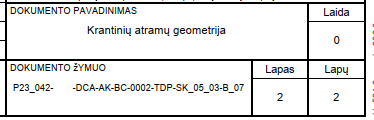 DOKUMENTO PAVADINIMAS
Laida
Krantinių atramų geometrija
0
DOKUMENTO ŽYMUO
Lapas
Lapų
P23_042- -DCA-AK-BC-0002-TDP-SK_05_03-B_07
2
2